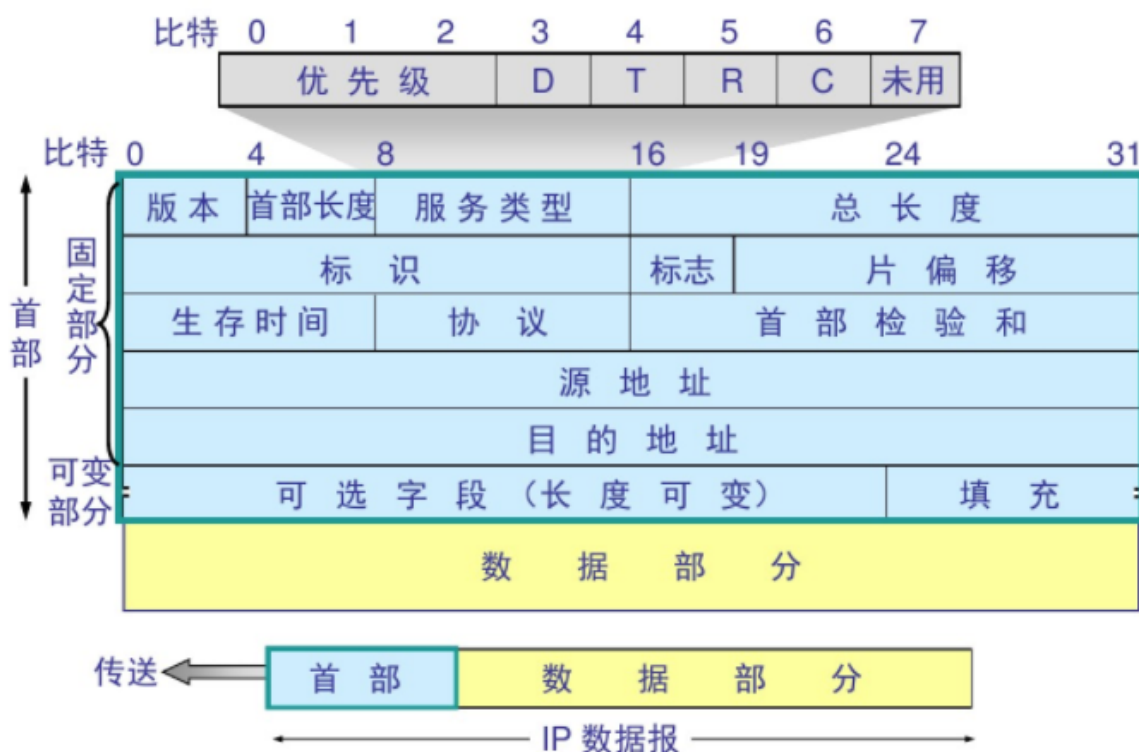 比特 0 1 2 3 4 5 6 7
优先级 D T R C 未用
比特 0 4 8 16 19 24 31
版本 首部长度 服务类型 总长度
标识 标志 片偏移
生存时间 协议 首部检验和
源地址
目的地址
可选字段（长度可变） 填充
数据部分
首部
固定部分
可变
部分
传送 首部 数据部分
IP 数据报